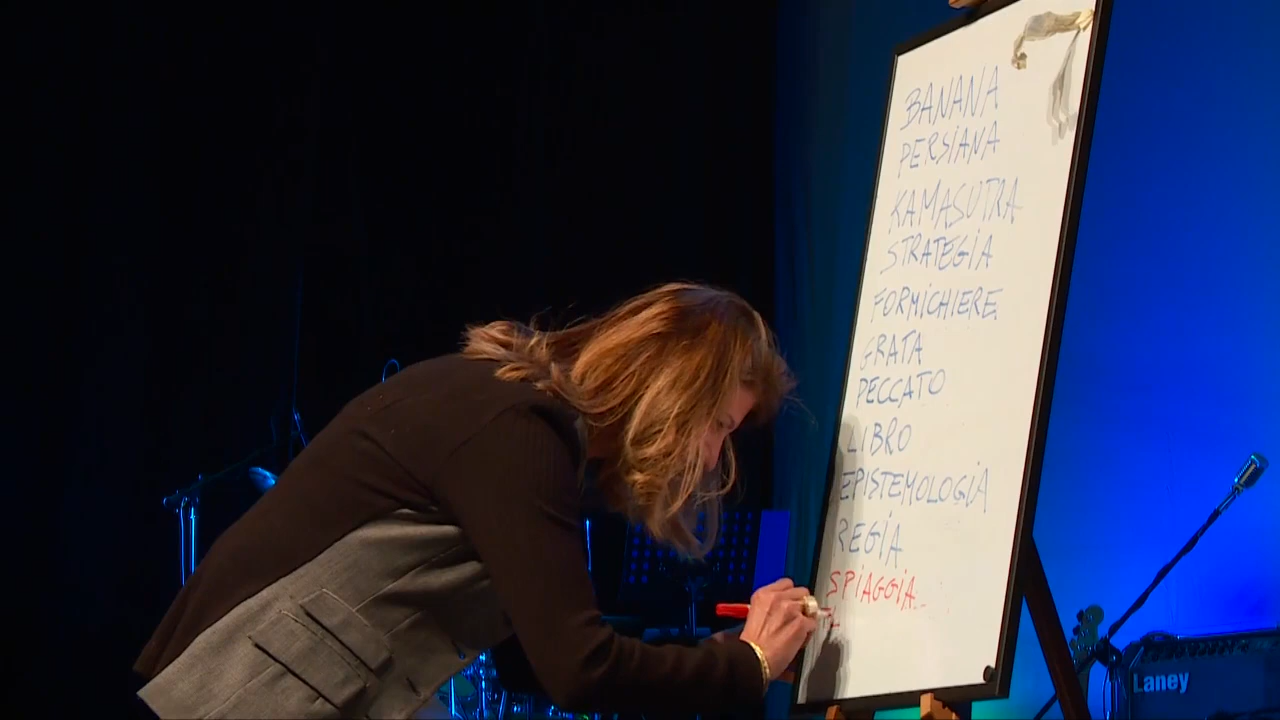 BANANA
PERSIANA
KAMASUTRA
STRATEGIA
FORMICHIERE
GRATA
PECCATO
LIBRO
EPISTEMOLOGIA
REGIA
SPIAGGIA
Laney